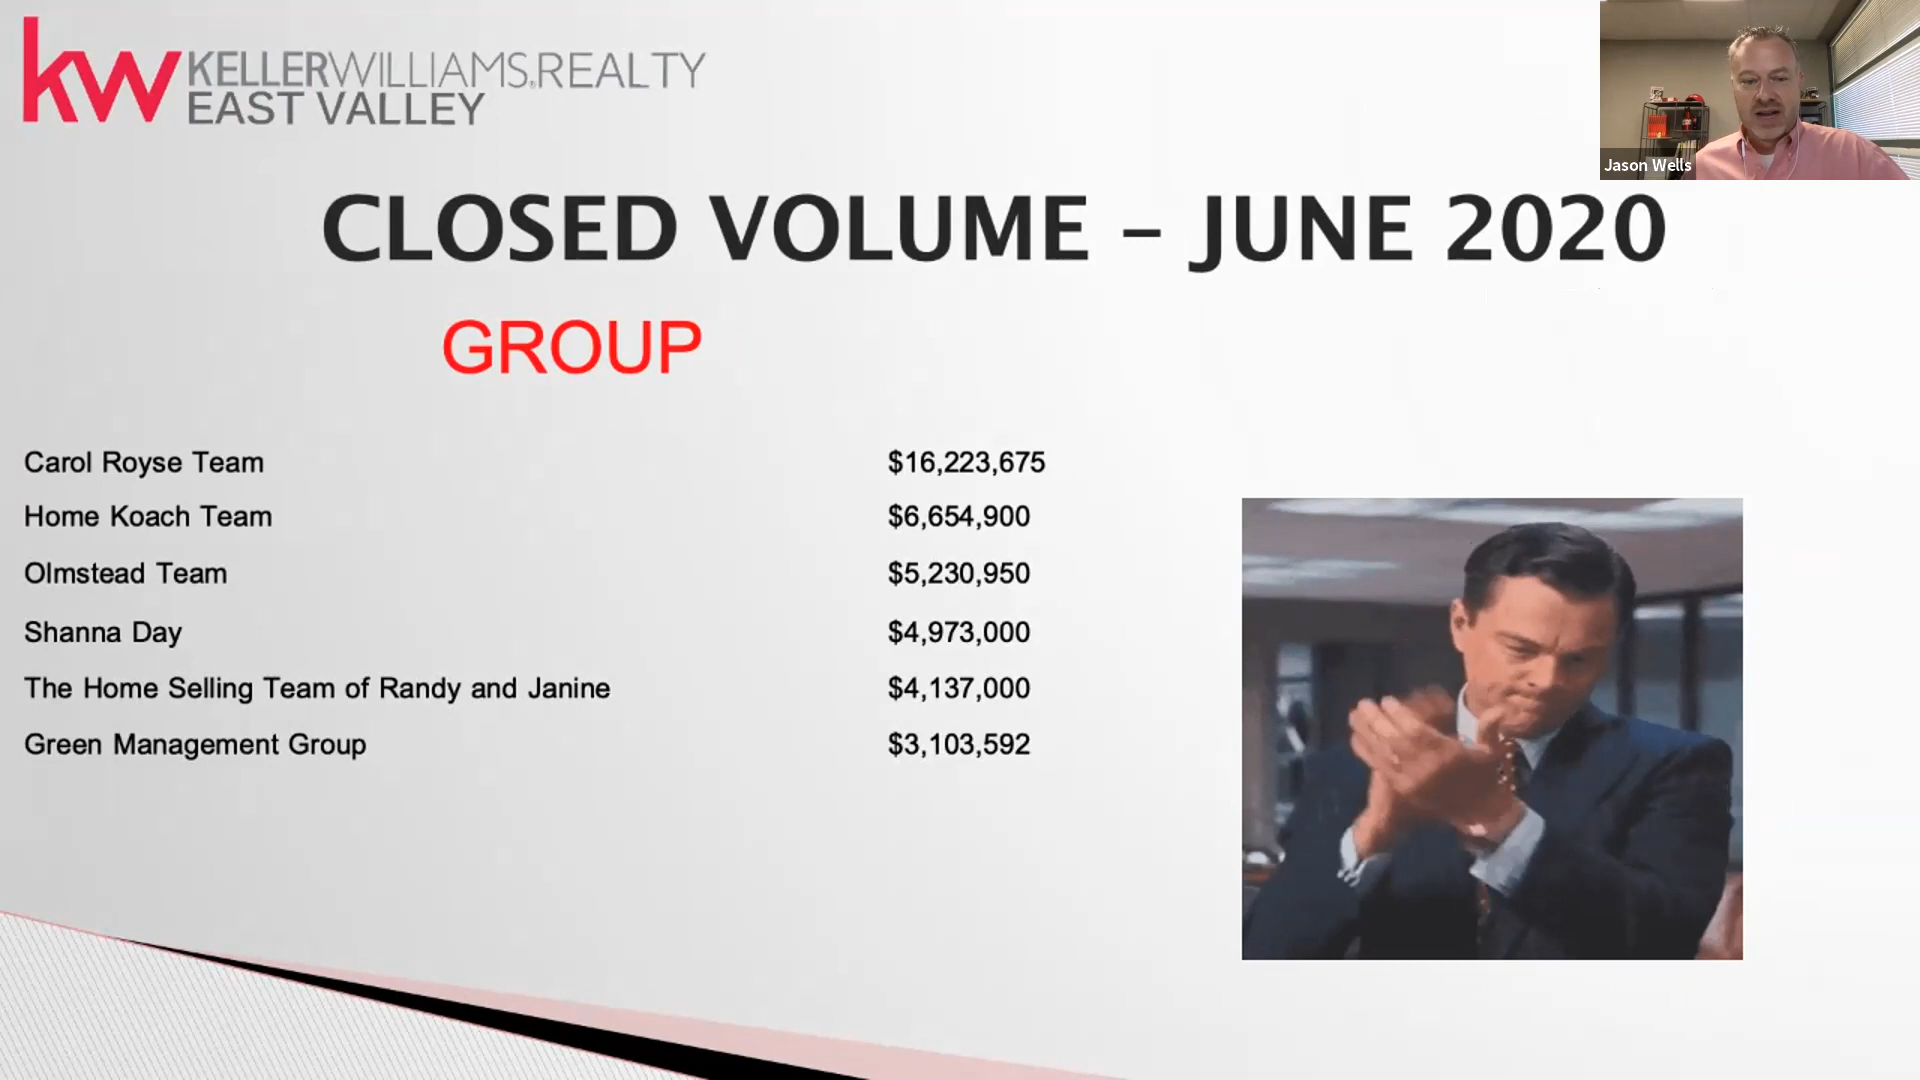 kw KELLERWILLIAMS.REALTY
EAST VALLEY
Jason Wells
CLOSED VOLUME – JUNE 2020
GROUP
Carol Royse Team $16,223,675
Home Koach Team $6,654,900
Olmstead Team $5,230,950
Shanna Day $4,973,000
The Home Selling Team of Randy and Janine $4,137,000
Green Management Group $3,103,592